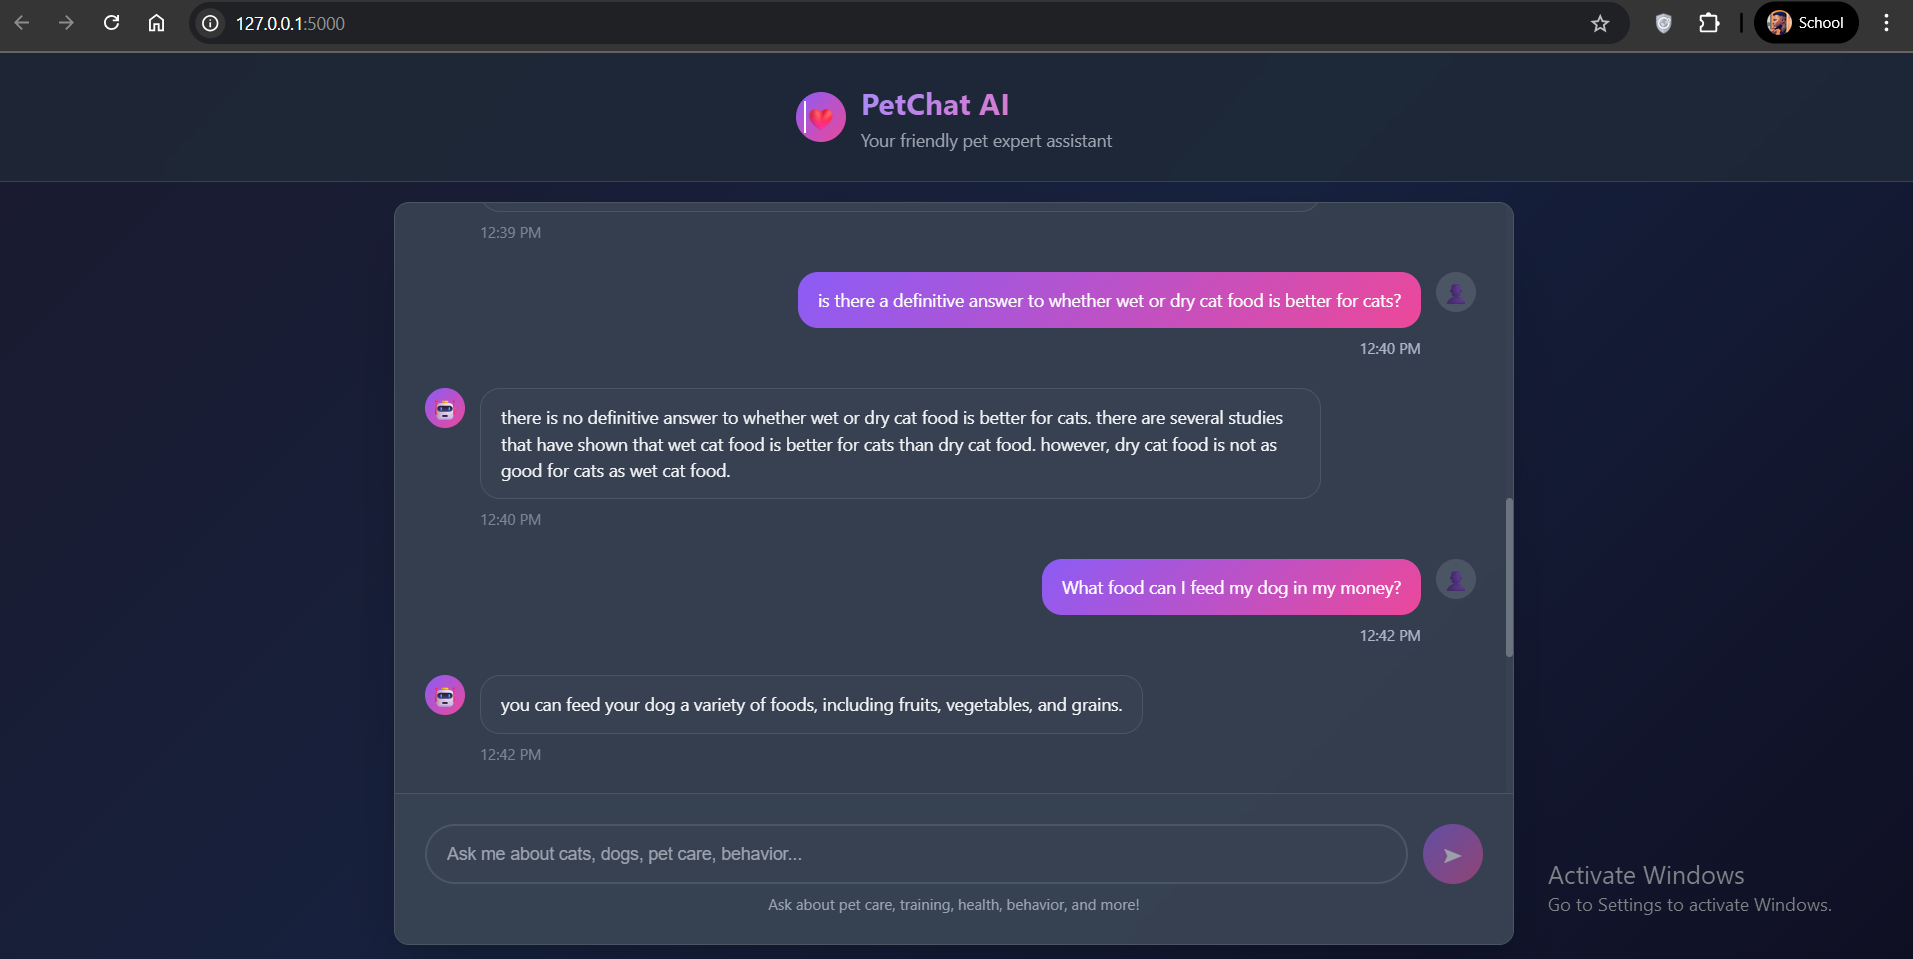 127.0.0.1:5000
School
PetChat AI
Your friendly pet expert assistant
12:39 PM
is there a definitive answer to whether wet or dry cat food is better for cats?
12:40 PM
there is no definitive answer to whether wet or dry cat food is better for cats. there are several studies
that have shown that wet cat food is better for cats than dry cat food. however, dry cat food is not as
good for cats as wet cat food.
12:40 PM
What food can I feed my dog in my money?
12:42 PM
you can feed your dog a variety of foods, including fruits, vegetables, and grains.
12:42 PM
Ask me about cats, dogs, pet care, behavior...
Ask about pet care, training, health, behavior, and more!
Activate Windows
Go to Settings to activate Windows.